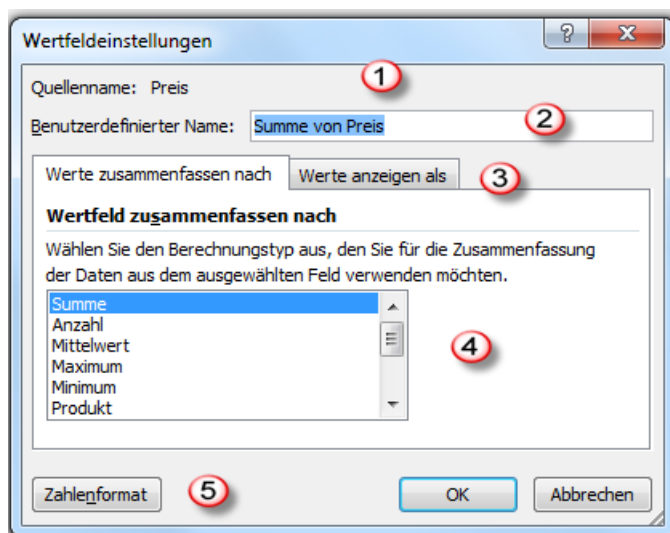 Wertfeldeinstellungen
?
X
Quellenname: Preis
1
Benutzerdefinierter Name: Summe von Preis
2
Werte zusammenfassen nach Werte anzeigen als
3
Wertfeld zusammenfassen nach
Wählen Sie den Berechnungstyp aus, den Sie für die Zusammenfassung
der Daten aus dem ausgewählten Feld verwenden möchten.
Summe
Anzahl
Mittelwert
Maximum
Minimum
Produkt
4
Zahlenformat
5
OK Abbrechen